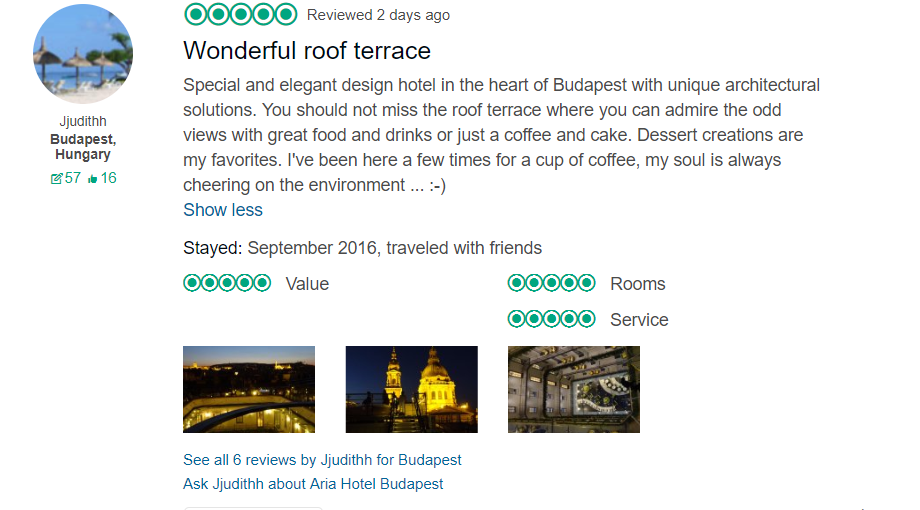 Reviewed 2 days ago
Wonderful roof terrace
Special and elegant design hotel in the heart of Budapest with unique architectural
solutions. You should not miss the roof terrace where you can admire the odd
views with great food and drinks or just a coffee and cake. Dessert creations are
my favorites. I've been here a few times for a cup of coffee, my soul is always
cheering on the environment ... :-)
Show less
Jjudithh
Budapest,
Hungary
57 16
Stayed: September 2016, traveled with friends
Value
Rooms
Service
See all 6 reviews by Jjudithh for Budapest
Ask Jjudithh about Aria Hotel Budapest